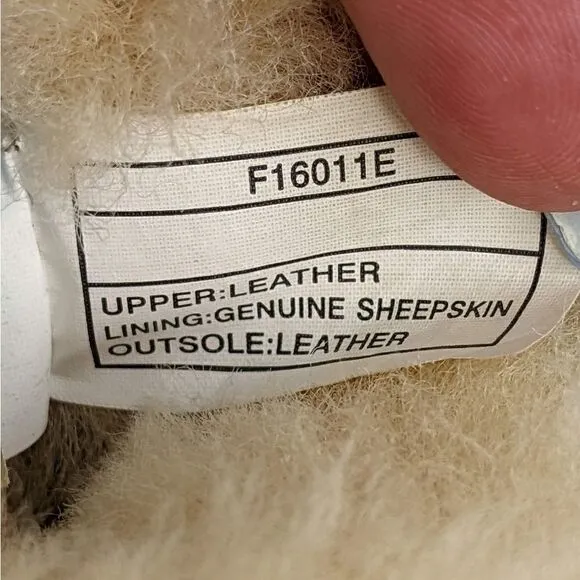 F16011E
UPPER:LEATHER
LINING:GENUINE SHEEPSKIN
OUTSOLE:LEATHER